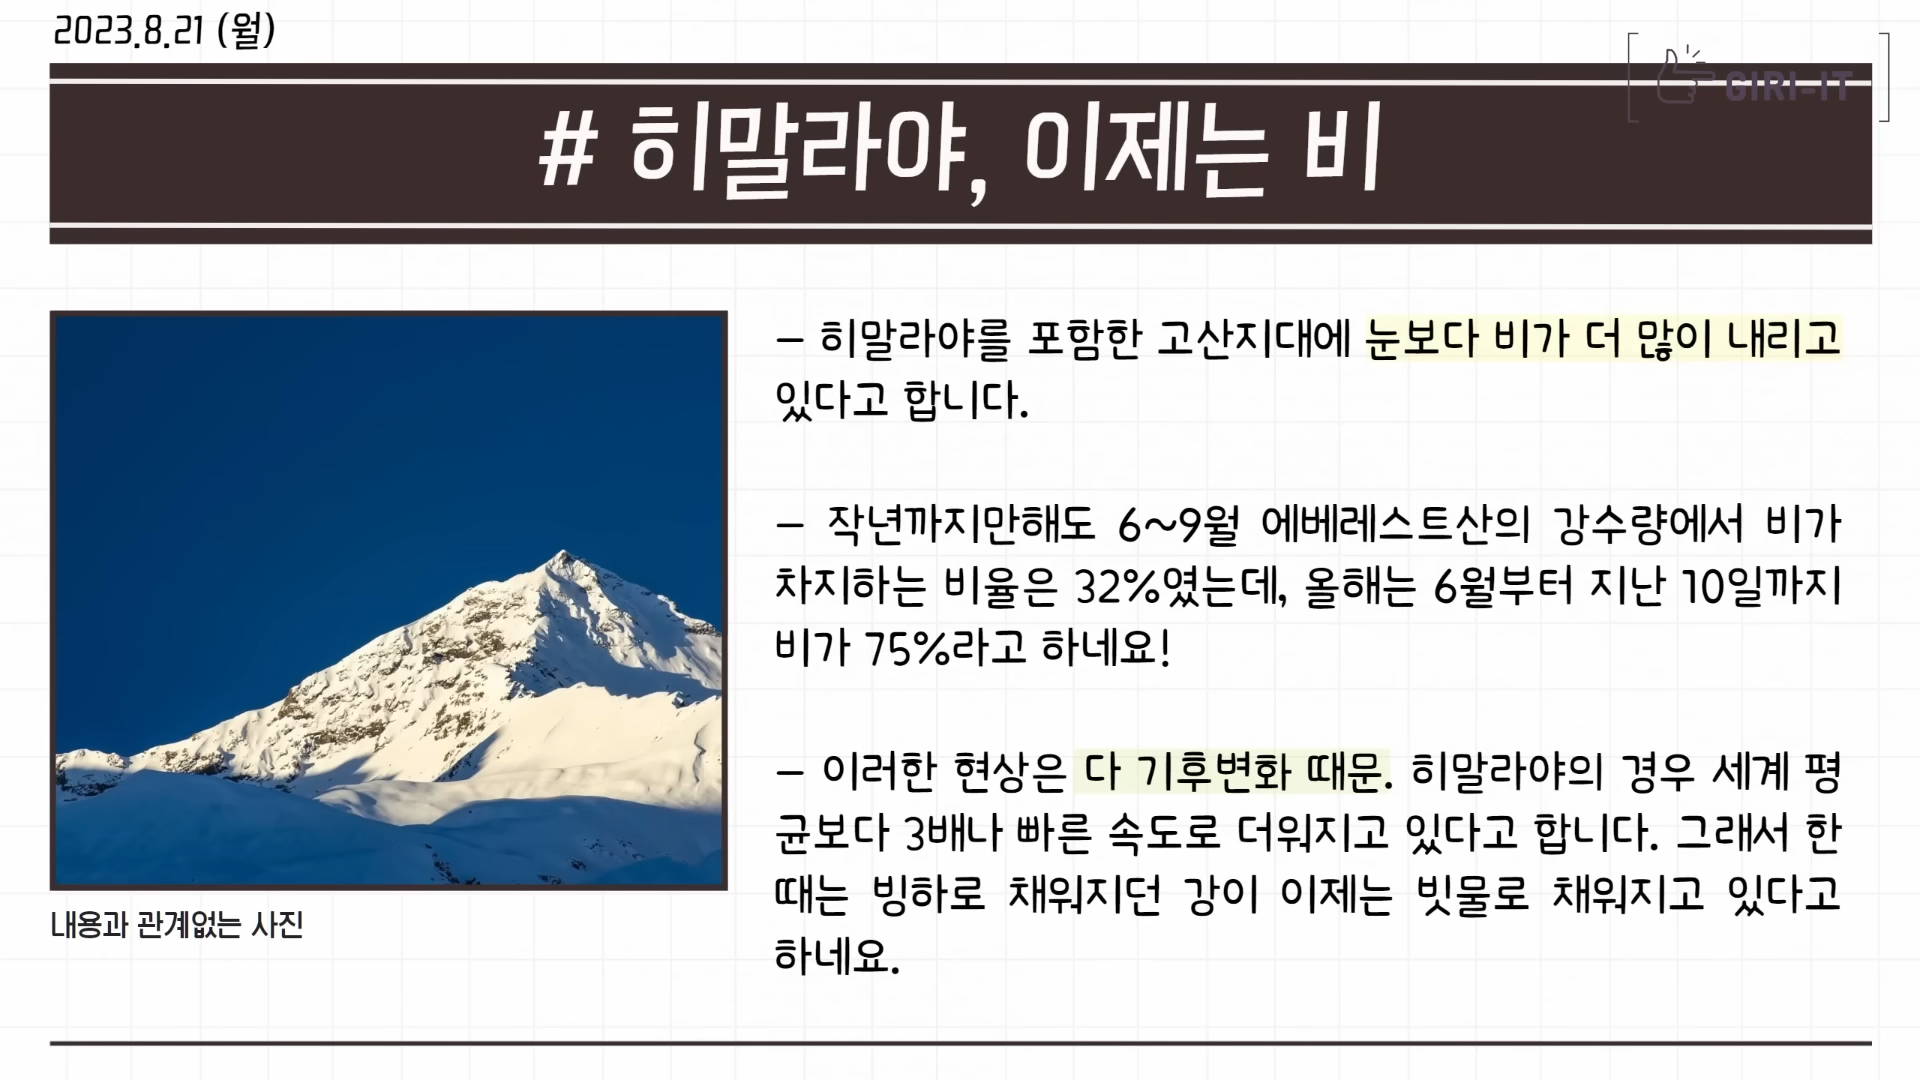 2023.8.21 (월)
GIRI-IT
# 히말라야, 이제는 비
- 히말라야를 포함한 고산지대에 눈보다 비가 더 많이 내리고
있다고 합니다.
- 작년까지만해도 6~9월 에베레스트산의 강수량에서 비가
차지하는 비율은 32%였는데, 올해는 6월부터 지난 10일까지
비가 75%라고 하네요!
- 이러한 현상은 다 기후변화 때문. 히말라야의 경우 세계 평
균보다 3배나 빠른 속도로 더워지고 있다고 합니다. 그래서 한
때는 빙하로 채워지던 강이 이제는 빗물로 채워지고 있다고
하네요.
내용과 관계없는 사진